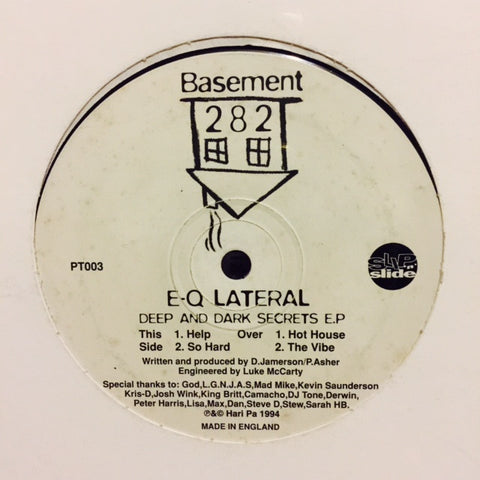 Basement
282
PT003
SLIP n' slide
E-Q LATERAL
DEEP AND DARK SECRETS E.P
This 1. Help Over 1. Hot House
Side 2. So Hard 2. The Vibe
Written and produced by D.Jamerson/P.Asher
Engineered by Luke McCarty
Special thanks to: God,L.G.N.J.A.S,Mad Mike,Kevin Saunderson
Kris-D,Josh Wink,King Britt,Camacho,DJ Tone,Derwin,
Peter Harris,Lisa,Max,Dan,Steve D,Stew,Sarah HB.
℗&© Hari Pa 1994
MADE IN ENGLAND